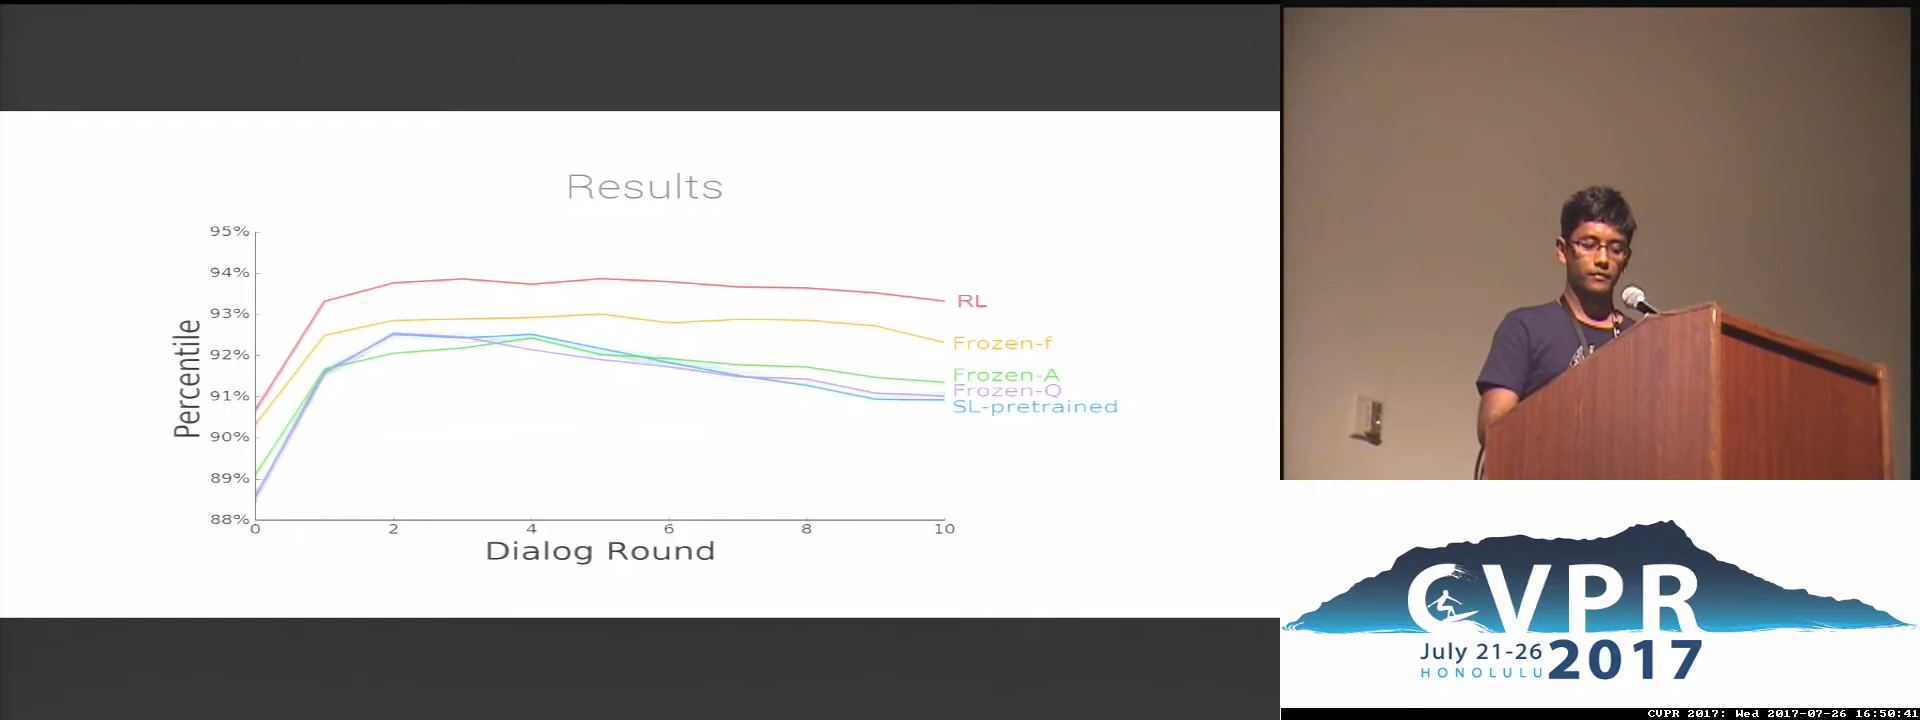 Results
95%
94%
93%
92%
91%
90%
89%
88%
Percentile
0 2 4 6 8 10
Dialog Round
RL
Frozen-f
Frozen-A
Frozen-Q
SL-pretrained
CVPR
July 21-26
HONOLULU
2017
CVPR 2017: Wed 2017-07-26 16:50:41